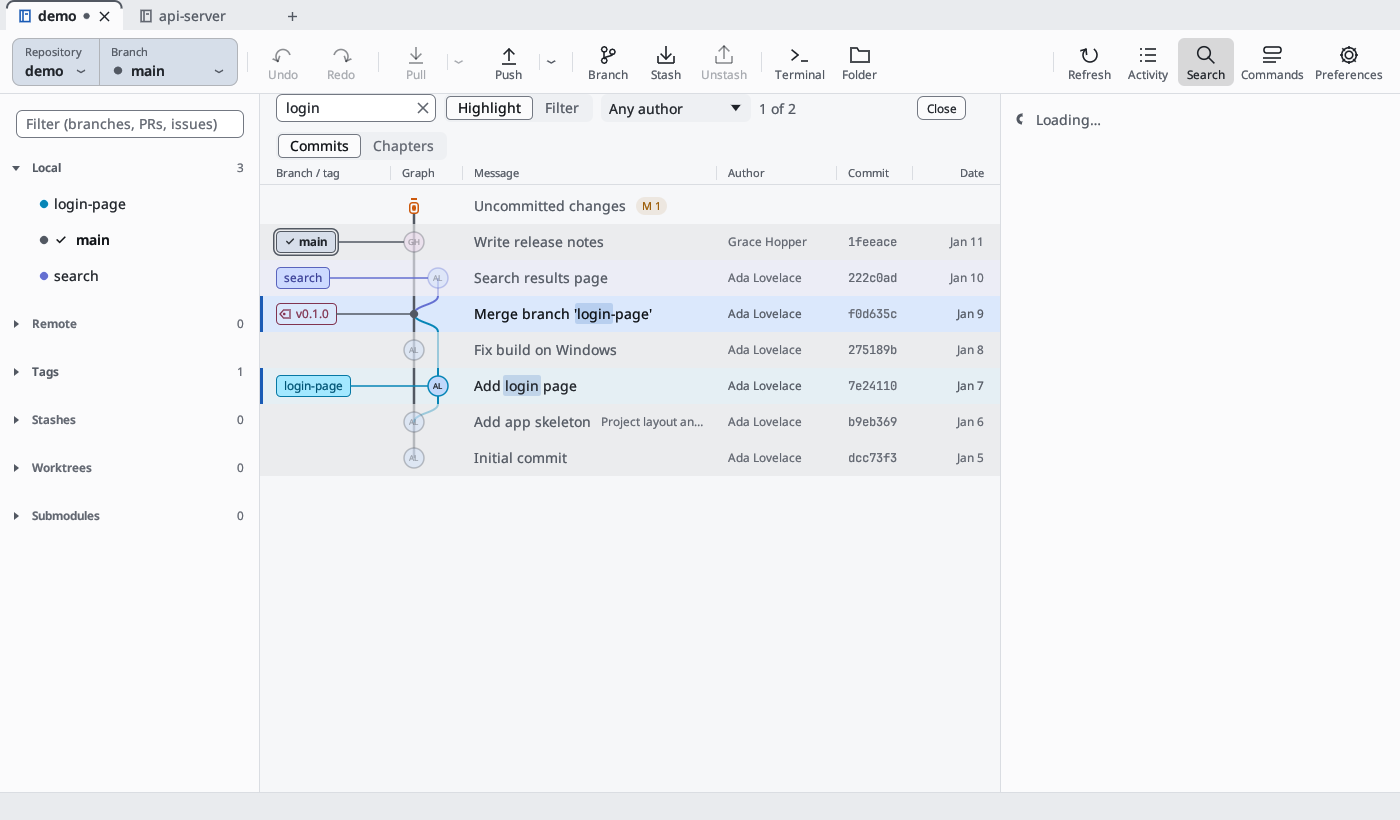 demo
api-server
Repository
demo
Branch
main
Undo
Redo
Pull
Push
Branch
Stash
Unstash
Terminal
Folder
Refresh
Activity
Search
Commands
Preferences
Filter (branches, PRs, issues)
Local 3
login-page
main
search
Remote 0
Tags 1
Stashes 0
Worktrees 0
Submodules 0
login Highlight Filter Any author 1 of 2 Close
Commits Chapters
Branch / tag Graph Message Author Commit Date
Uncommitted changes M 1
main GH Write release notes Grace Hopper 1feeace Jan 11
search AL Search results page Ada Lovelace 222c0ad Jan 10
v0.1.0 Merge branch 'login-page' Ada Lovelace f0d635c Jan 9
AL Fix build on Windows Ada Lovelace 275189b Jan 8
login-page AL Add login page Ada Lovelace 7e24110 Jan 7
AL Add app skeleton Project layout an... Ada Lovelace b9eb369 Jan 6
AL Initial commit Ada Lovelace dcc73f3 Jan 5
Loading...